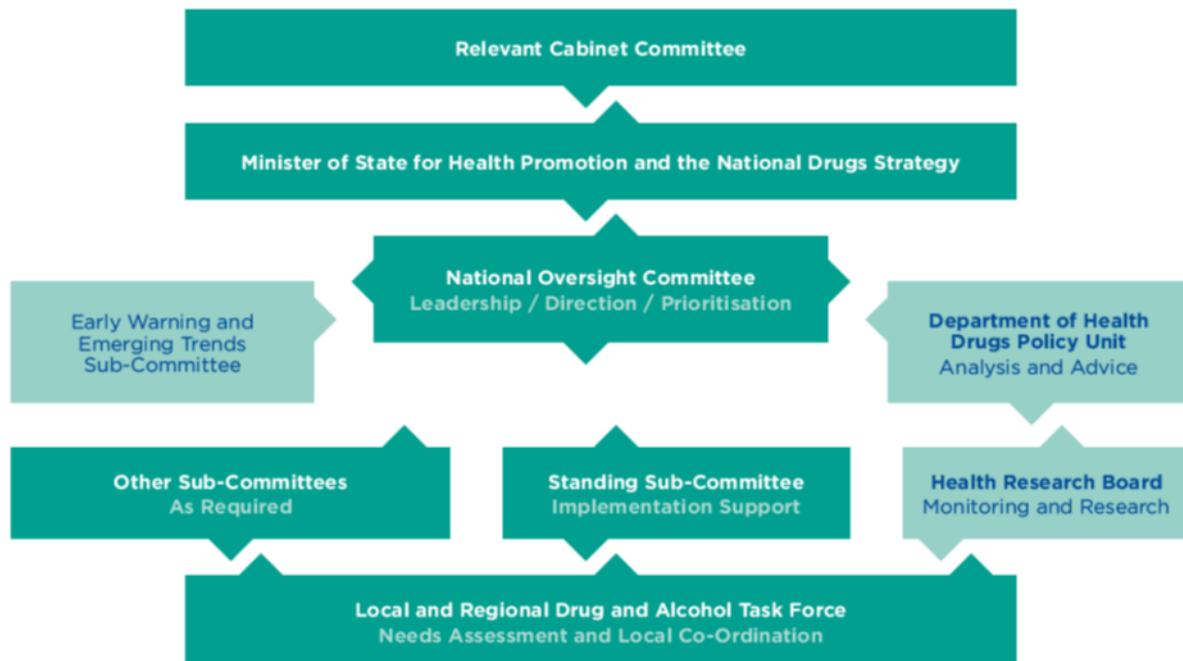 Relevant Cabinet Committee
Minister of State for Health Promotion and the National Drugs Strategy
National Oversight Committee
Leadership / Direction / Prioritisation
Early Warning and
Emerging Trends
Sub-Committee
Department of Health
Drugs Policy Unit
Analysis and Advice
Other Sub-Committees
As Required
Standing Sub-Committee
Implementation Support
Health Research Board
Monitoring and Research
Local and Regional Drug and Alcohol Task Force
Needs Assessment and Local Co-Ordination